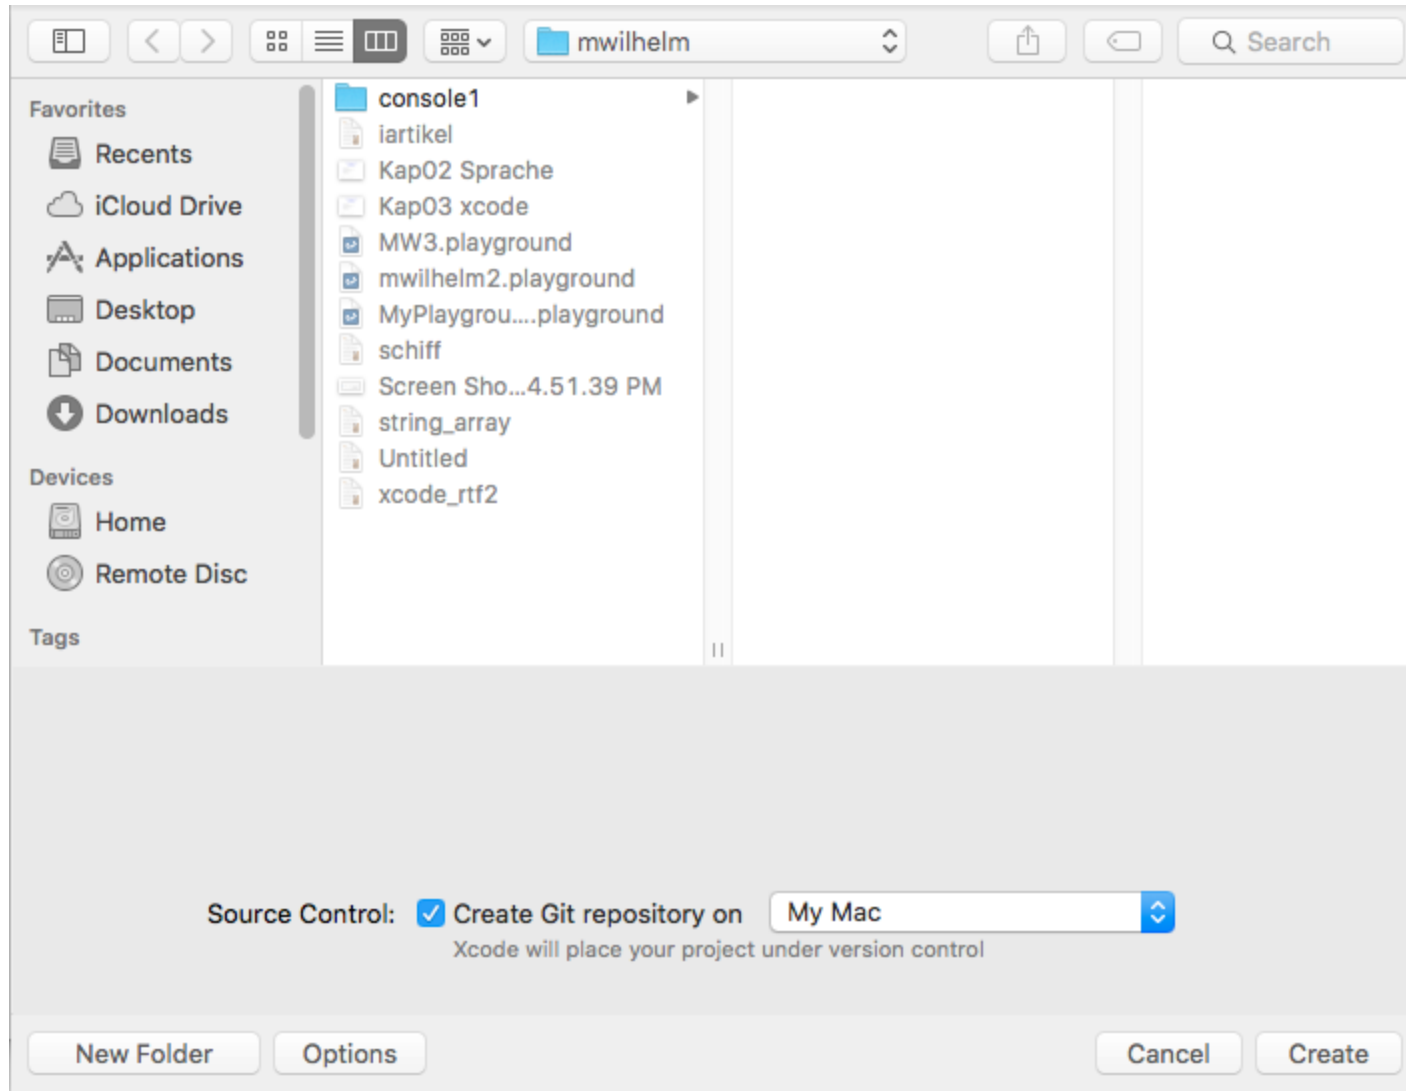 mwilhelm
Search
Favorites
Recents
iCloud Drive
Applications
Desktop
Documents
Downloads
Devices
Home
Remote Disc
Tags
console1
iartikel
Kap02 Sprache
Kap03 xcode
MW3.playground
mwilhelm2.playground
MyPlaygrou....playground
schiff
Screen Sho...4.51.39 PM
string_array
Untitled
xcode_rtf2
Source Control: Create Git repository on My Mac
Xcode will place your project under version control
New Folder Options Cancel Create